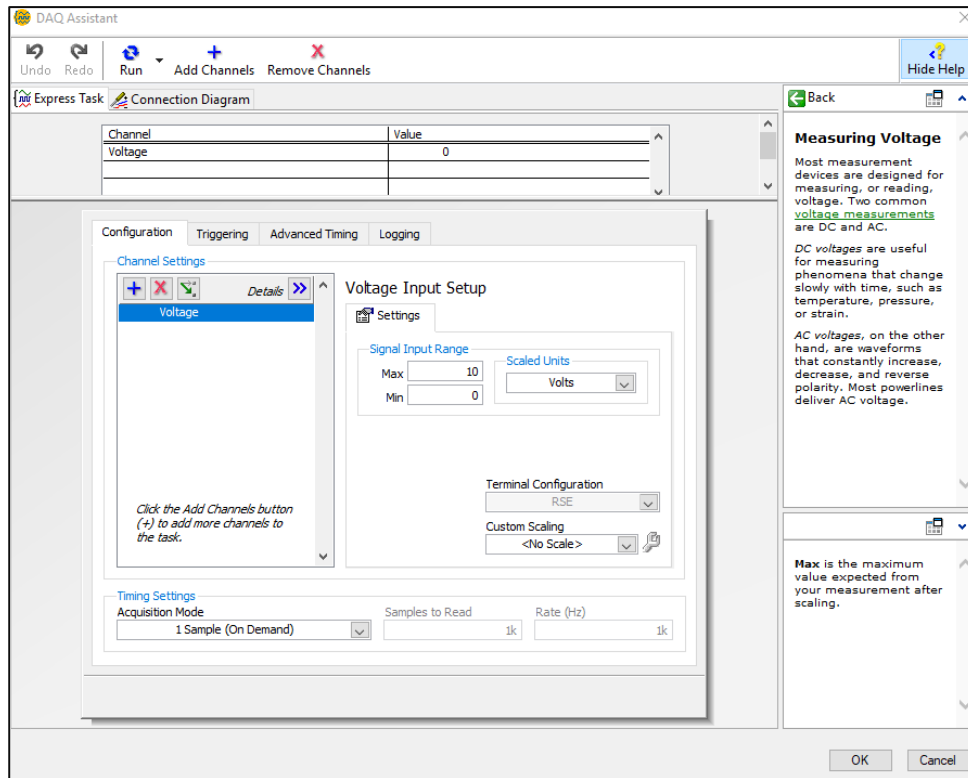 DAQ Assistant
Undo Redo Run Add Channels Remove Channels Hide Help
Express Task Connection Diagram
Channel Value
Voltage 0
Configuration Triggering Advanced Timing Logging
Channel Settings
Details
Voltage
Click the Add Channels button
(+) to add more channels to
the task.
Voltage Input Setup
Settings
Signal Input Range
Max 10
Min 0
Scaled Units
Volts
Terminal Configuration
RSE
Custom Scaling
<No Scale>
Timing Settings
Acquisition Mode Samples to Read Rate (Hz)
1 Sample (On Demand) 1k 1k
Back
Measuring Voltage
Most measurement
devices are designed for
measuring, or reading,
voltage. Two common
voltage measurements
are DC and AC.
DC voltages are useful
for measuring
phenomena that change
slowly with time, such as
temperature, pressure,
or strain.
AC voltages, on the other
hand, are waveforms
that constantly increase,
decrease, and reverse
polarity. Most powerlines
deliver AC voltage.
Max is the maximum
value expected from
your measurement after
scaling.
OK Cancel